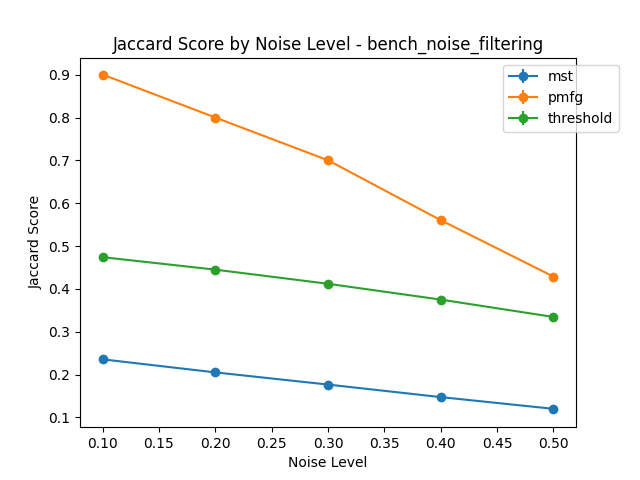 Jaccard Score by Noise Level - bench_noise_filtering
mst
pmfg
threshold
Jaccard Score
0.9
0.8
0.7
0.6
0.5
0.4
0.3
0.2
0.1
0.10 0.15 0.20 0.25 0.30 0.35 0.40 0.45 0.50
Noise Level